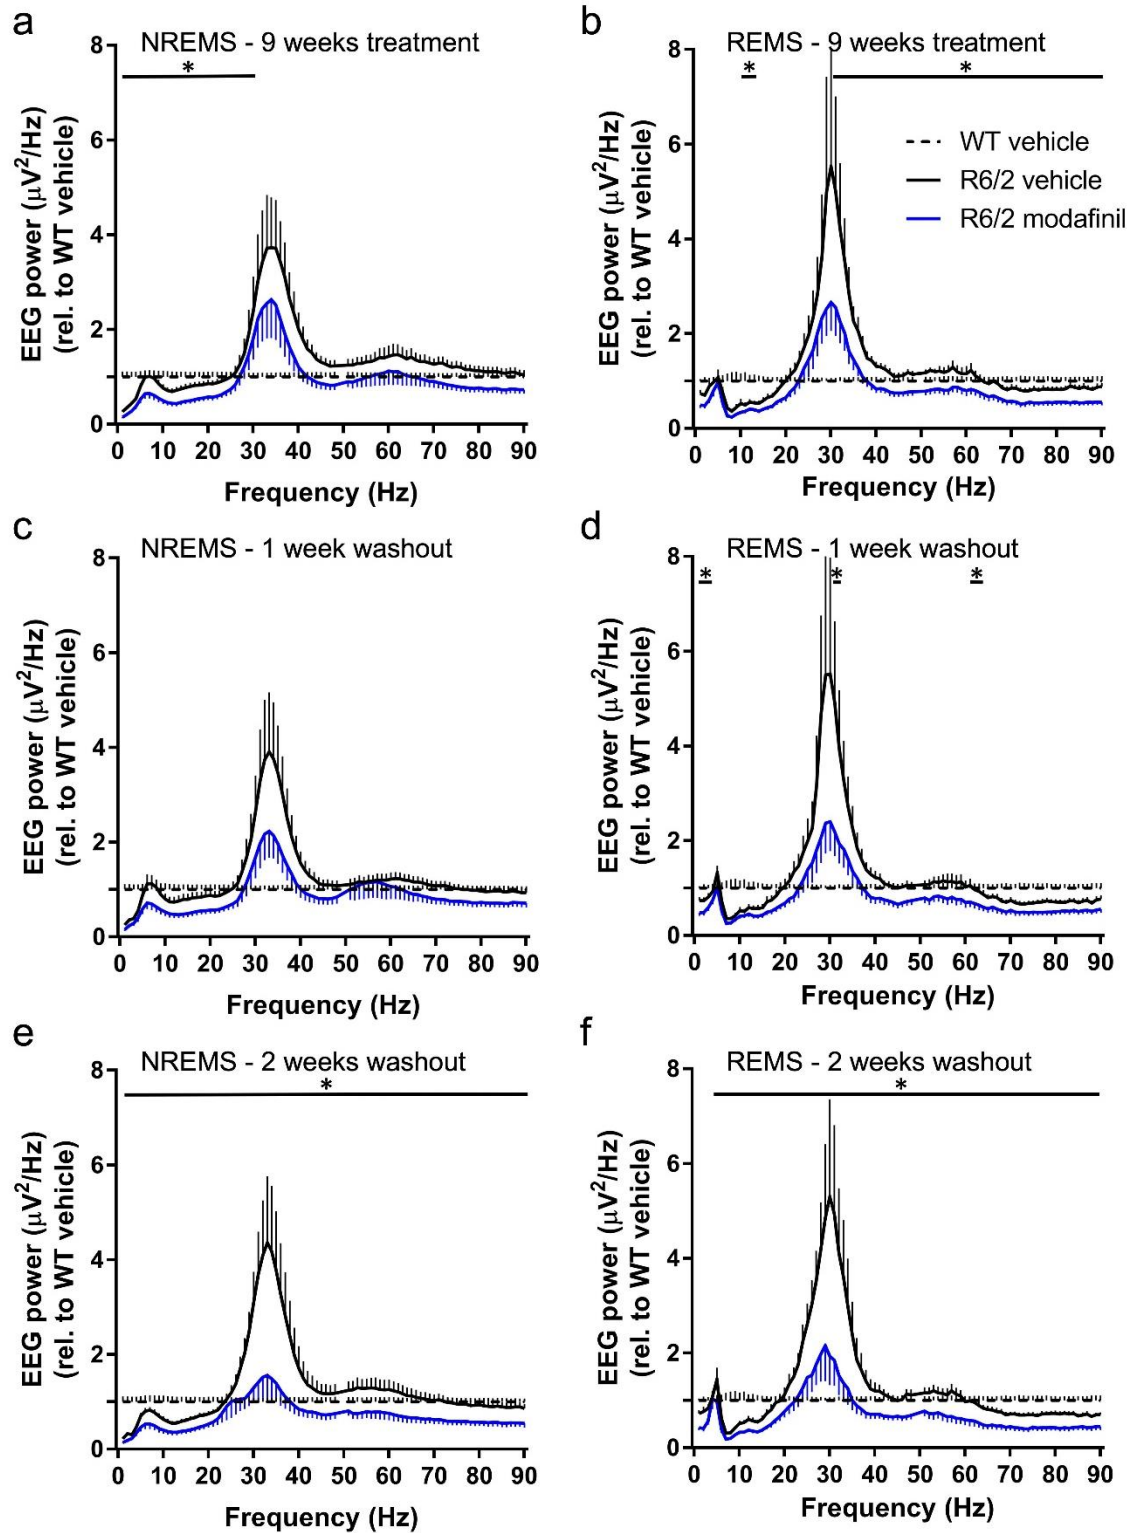 a
NREMS - 9 weeks treatment
*
EEG power (μV²/Hz)
(rel. to WT vehicle)
8
6
4
2
0
0 10 20 30 40 50 60 70 80 90
Frequency (Hz)
b
REMS - 9 weeks treatment
* *
WT vehicle
R6/2 vehicle
R6/2 modafinil
EEG power (μV²/Hz)
(rel. to WT vehicle)
8
6
4
2
0
10 20 30 40 50 60 70 80 90
Frequency (Hz)
c
NREMS - 1 week washout
EEG power (μV²/Hz)
(rel. to WT vehicle)
8
6
4
2
0
0 10 20 30 40 50 60 70 80 90
Frequency (Hz)
d
REMS - 1 week washout
* * *
EEG power (μV²/Hz)
(rel. to WT vehicle)
8
6
4
2
0
10 20 30 40 50 60 70 80 90
Frequency (Hz)
e
NREMS - 2 weeks washout
*
EEG power (μV²/Hz)
(rel. to WT vehicle)
8
6
4
2
0
0 10 20 30 40 50 60 70 80 90
Frequency (Hz)
f
REMS - 2 weeks washout
*
EEG power (μV²/Hz)
(rel. to WT vehicle)
8
6
4
2
0
10 20 30 40 50 60 70 80 90
Frequency (Hz)